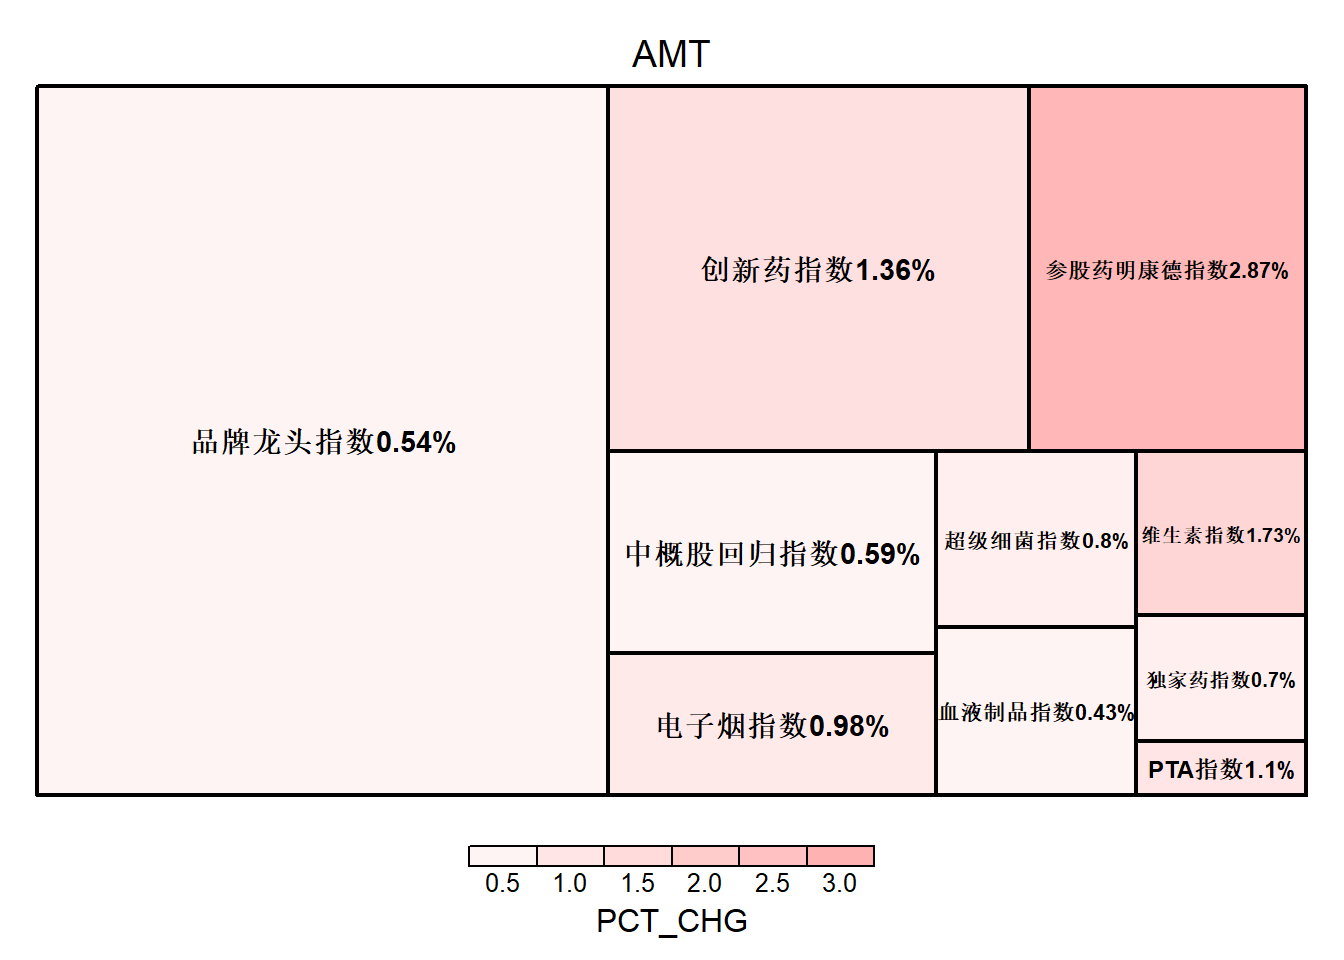 AMT
品牌龙头指数0.54%
创新药指数1.36%
参股药明康德指数2.87%
中概股回归指数0.59%
电子烟指数0.98%
超级细菌指数0.8%
血液制品指数0.43%
维生素指数1.73%
独家药指数0.7%
PTA指数1.1%
0.5 1.0 1.5 2.0 2.5 3.0
PCT_CHG